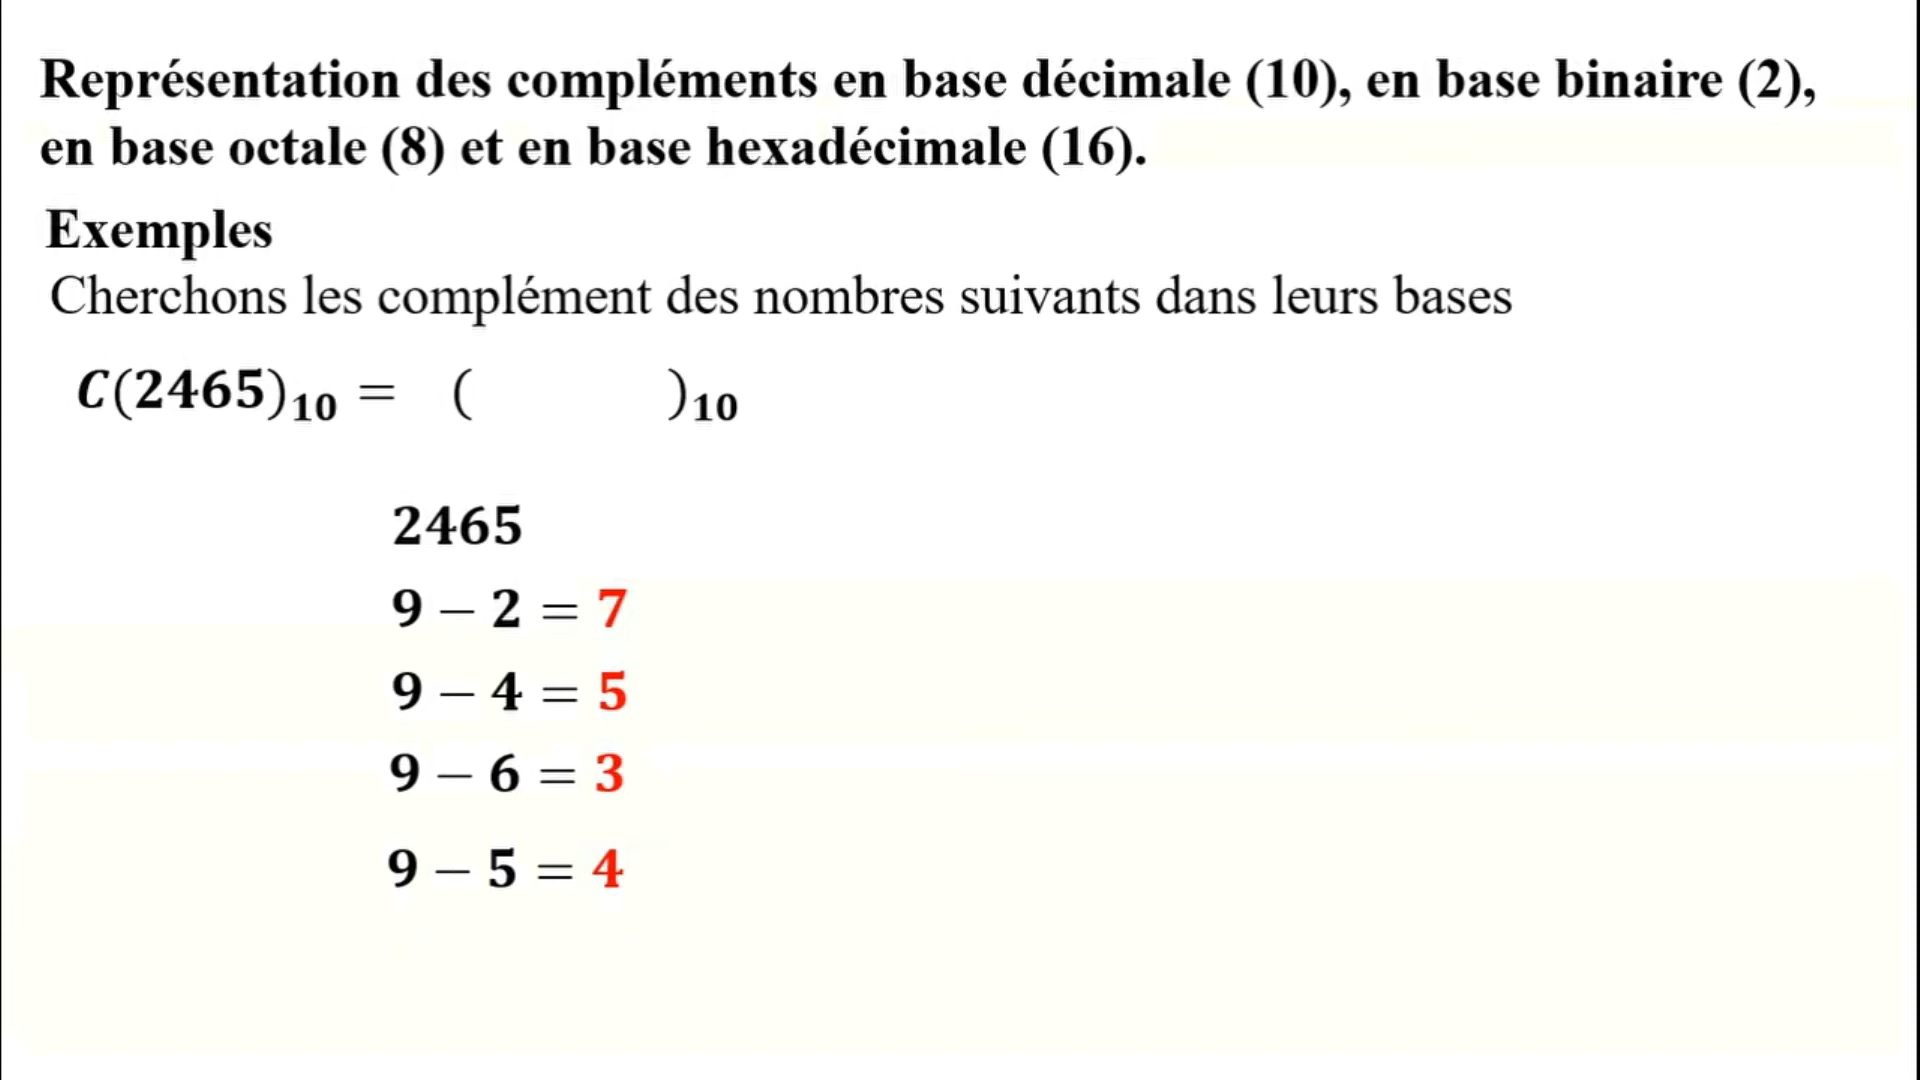 Représentation des compléments en base décimale (10), en base binaire (2),
en base octale (8) et en base hexadécimale (16).
Exemples
Cherchons les complément des nombres suivants dans leurs bases
C(2465)₁₀ = (        )₁₀
2465
9 − 2 = 7
9 − 4 = 5
9 − 6 = 3
9 − 5 = 4